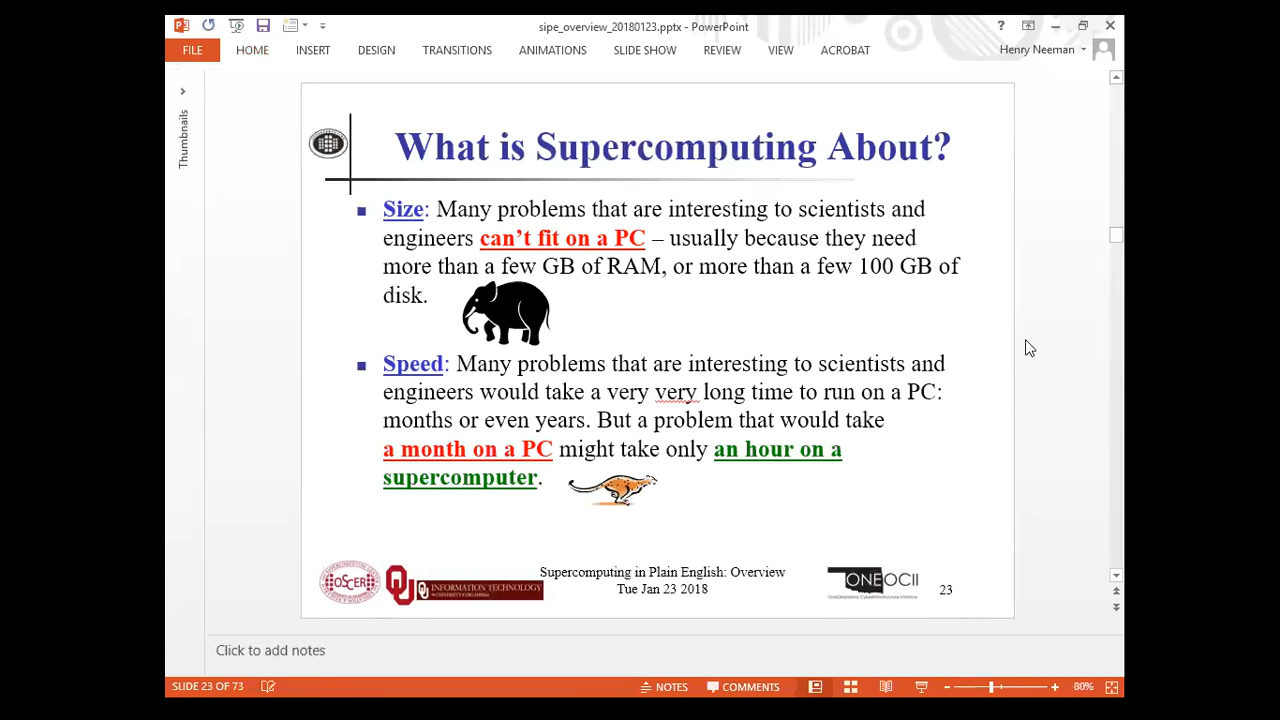 sipe_overview_20180123.pptx - PowerPoint
?
FILE HOME INSERT DESIGN TRANSITIONS ANIMATIONS SLIDE SHOW REVIEW VIEW ACROBAT Henry Neeman
Thumbnails
What is Supercomputing About?
Size: Many problems that are interesting to scientists and
engineers can’t fit on a PC – usually because they need
more than a few GB of RAM, or more than a few 100 GB of
disk.
Speed: Many problems that are interesting to scientists and
engineers would take a very very long time to run on a PC:
months or even years. But a problem that would take
a month on a PC might take only an hour on a
supercomputer.
OSCER
INFORMATION TECHNOLOGY
Supercomputing in Plain English: Overview
Tue Jan 23 2018
ONEOCII
23
Click to add notes
SLIDE 23 OF 73 NOTES COMMENTS 80%